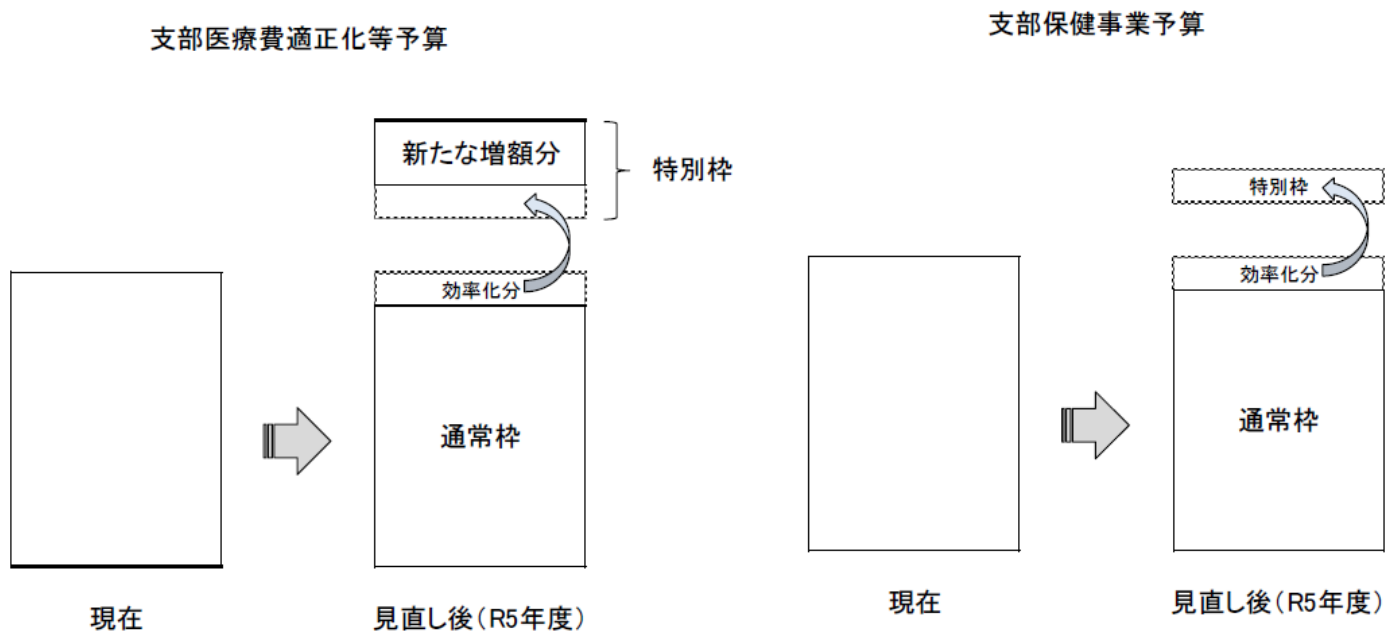 支部医療費適正化等予算
新たな増額分
特別枠
効率化分
通常枠
現在
見直し後(R5年度)
支部保健事業予算
特別枠
効率化分
通常枠
現在
見直し後(R5年度)